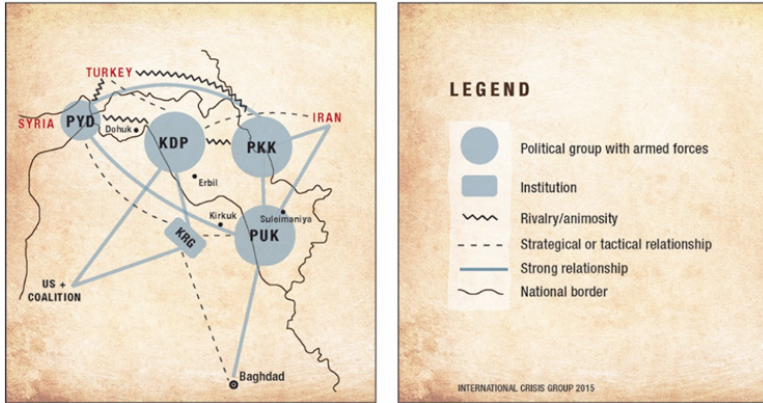 TURKEY
SYRIA
PYD
IRAN
Dohuk
KDP
PKK
Erbil
Kirkuk
Suleimaniya
KRG
PUK
US +
COALITION
Baghdad
LEGEND
Political group with armed forces
Institution
Rivalry/animosity
Strategical or tactical relationship
Strong relationship
National border
INTERNATIONAL CRISIS GROUP 2015